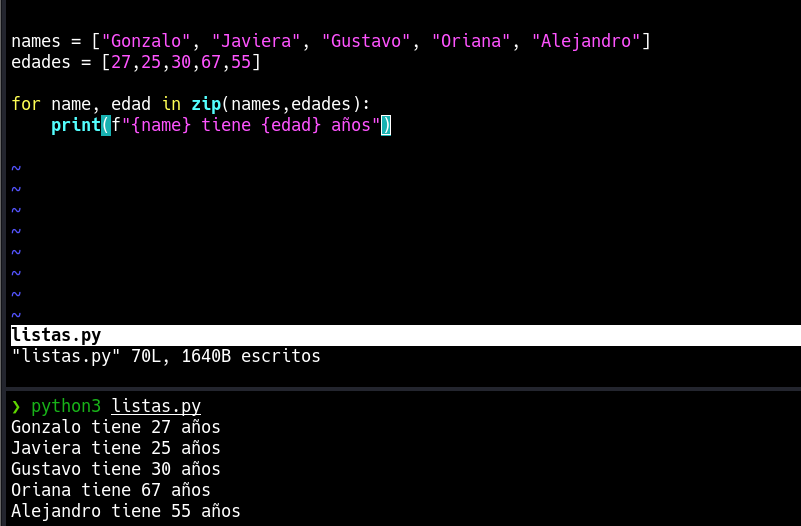 names = ["Gonzalo", "Javiera", "Gustavo", "Oriana", "Alejandro"]
edades = [27,25,30,67,55]
for name, edad in zip(names,edades):
    print(f"{name} tiene {edad} años")
~
~
~
~
~
~
~
~
listas.py
"listas.py" 70L, 1640B escritos
❯ python3 listas.py
Gonzalo tiene 27 años
Javiera tiene 25 años
Gustavo tiene 30 años
Oriana tiene 67 años
Alejandro tiene 55 años